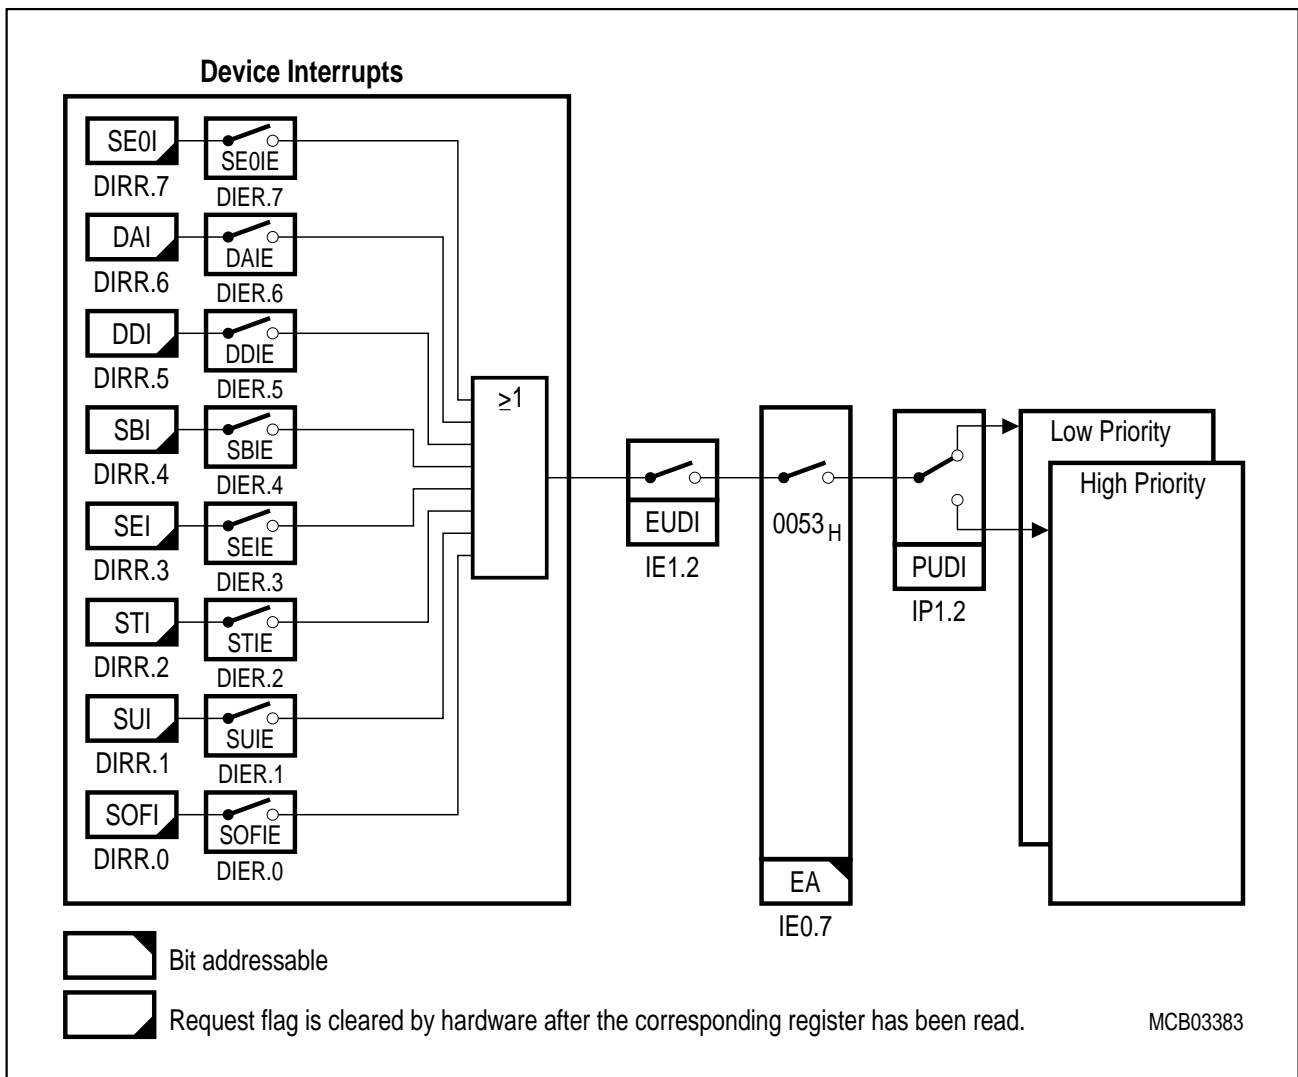 Device Interrupts
SE0I
SE0IE
DIRR.7
DIER.7
DAI
DAIE
DIRR.6
DIER.6
DDI
DDIE
DIRR.5
DIER.5
SBI
SBIE
DIRR.4
DIER.4
SEI
SEIE
DIRR.3
DIER.3
STI
STIE
DIRR.2
DIER.2
SUI
SUIE
DIRR.1
DIER.1
SOFI
SOFIE
DIRR.0
DIER.0
≥1
EUDI
IE1.2
0053 H
EA
IE0.7
PUDI
IP1.2
Low Priority
High Priority
Bit addressable
Request flag is cleared by hardware after the corresponding register has been read.
MCB03383